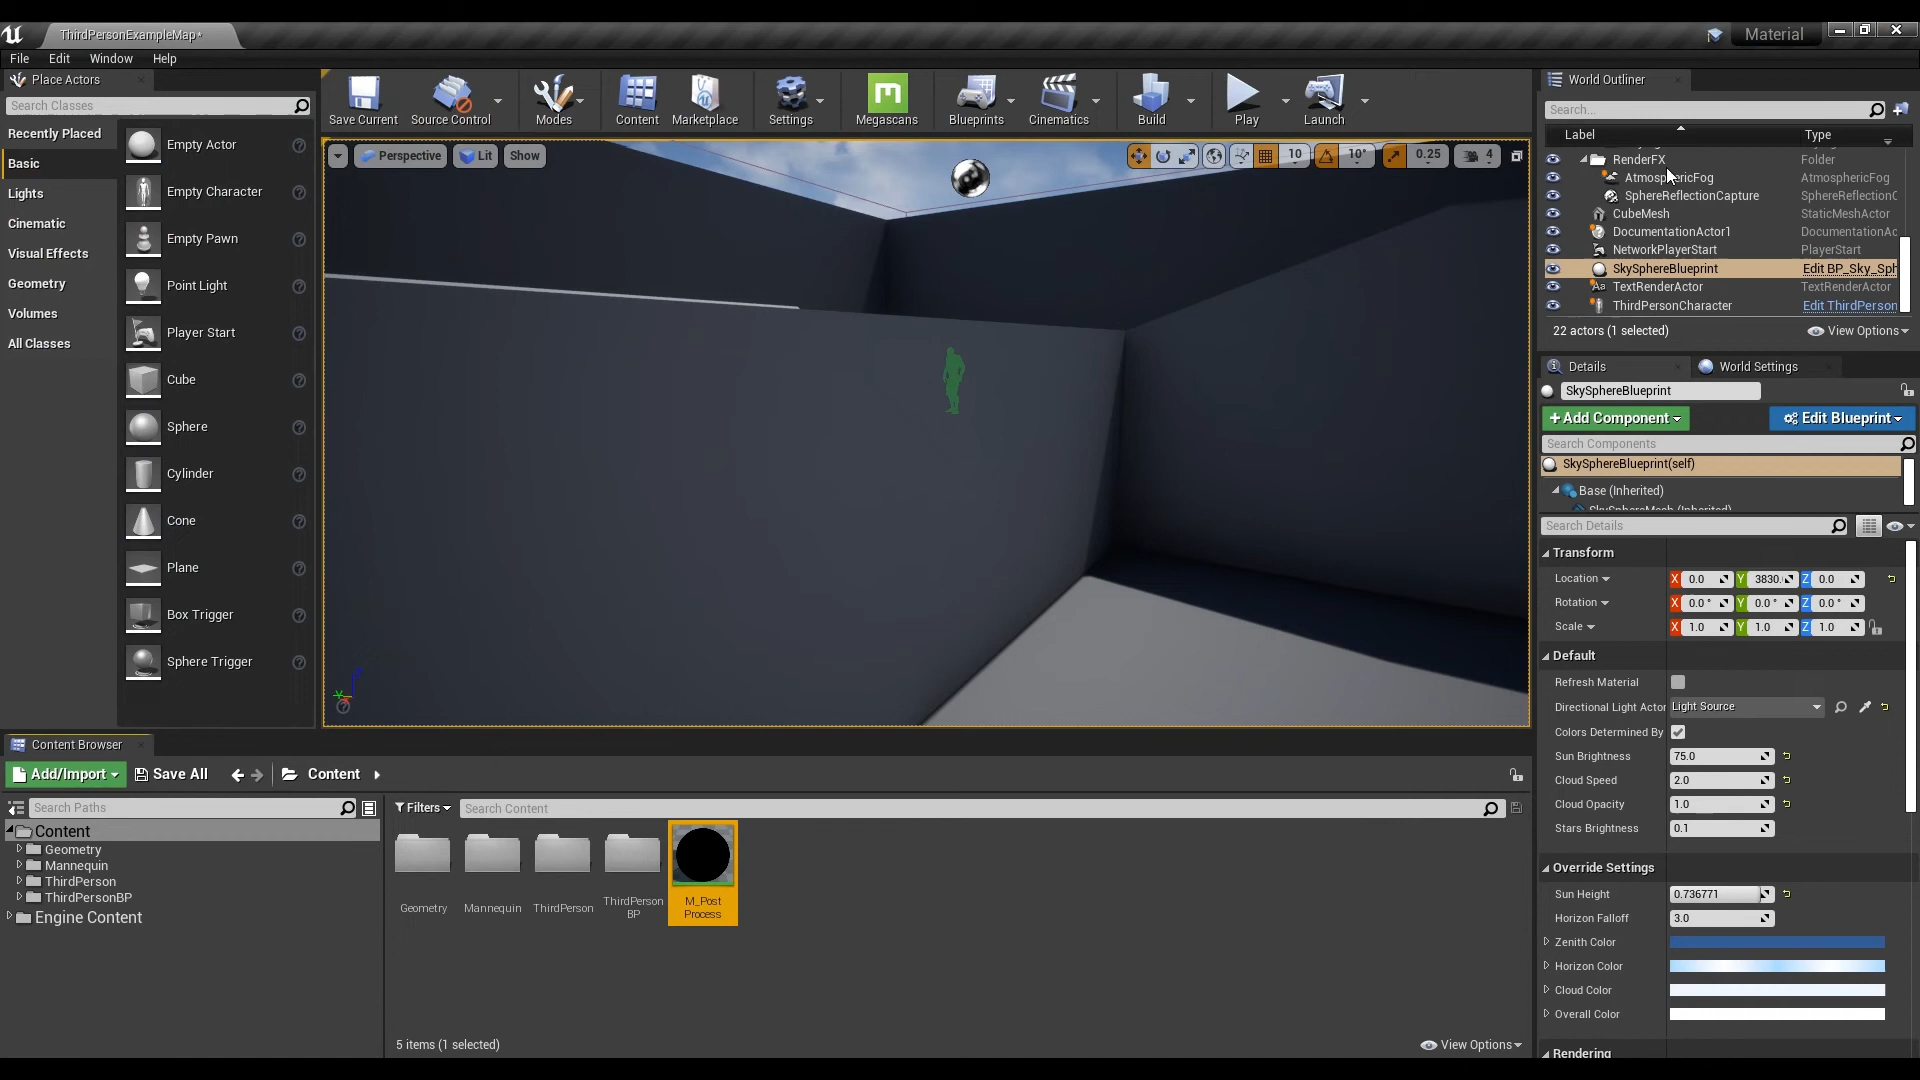 ThirdPersonExampleMap*
Material
File Edit Window Help
Place Actors
Search Classes
Recently Placed
Basic
Lights
Cinematic
Visual Effects
Geometry
Volumes
All Classes
Empty Actor
Empty Character
Empty Pawn
Point Light
Player Start
Cube
Sphere
Cylinder
Cone
Plane
Box Trigger
Sphere Trigger
Save Current
Source Control
Modes
Content
Marketplace
Settings
Megascans
Blueprints
Cinematics
Build
Play
Launch
Perspective
Lit
Show
10
10°
0.25
4
World Outliner
Search...
Label Type
RenderFX Folder
AtmosphericFog AtmosphericFog
SphereReflectionCapture SphereReflectionC
CubeMesh StaticMeshActor
DocumentationActor1 DocumentationAc
NetworkPlayerStart PlayerStart
SkySphereBlueprint Edit BP_Sky_Sph
TextRenderActor TextRenderActor
ThirdPersonCharacter Edit ThirdPerson
22 actors (1 selected)
View Options
Details
World Settings
SkySphereBlueprint
+Add Component
Edit Blueprint
Search Components
SkySphereBlueprint(self)
Base (Inherited)
SkySphereMesh (Inherited)
Search Details
Transform
Location X 0.0 Y 3830. Z 0.0
Rotation X 0.0 ° Y 0.0 ° Z 0.0 °
Scale X 1.0 Y 1.0 Z 1.0
Default
Refresh Material
Directional Light Actor Light Source
Colors Determined By
Sun Brightness 75.0
Cloud Speed 2.0
Cloud Opacity 1.0
Stars Brightness 0.1
Override Settings
Sun Height 0.736771
Horizon Falloff 3.0
Zenith Color
Horizon Color
Cloud Color
Overall Color
Rendering
Content Browser
Add/Import
Save All
Content
Search Paths
Content
Geometry
Mannequin
ThirdPerson
ThirdPersonBP
Engine Content
Filters
Search Content
Geometry
Mannequin
ThirdPerson
ThirdPerson
BP
M_Post
Process
5 items (1 selected)
View Options